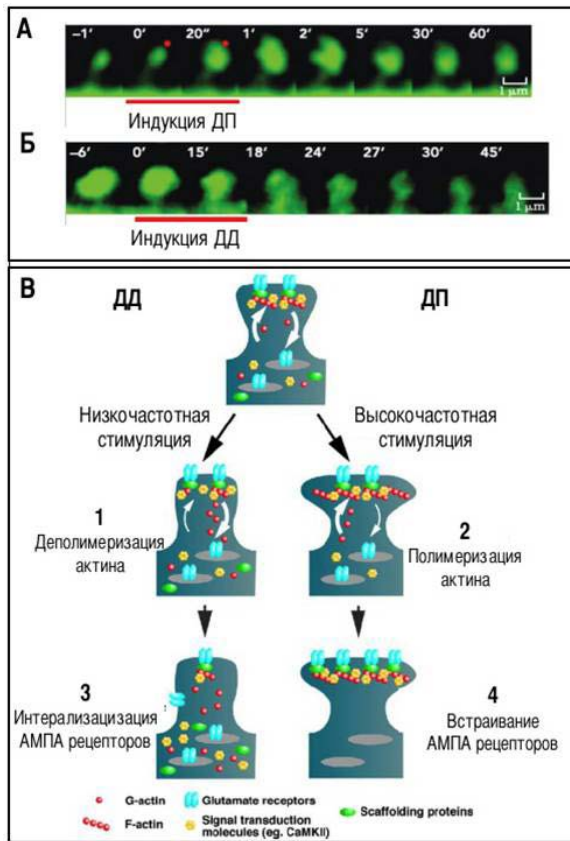 А
–1′ 0′ 20″ 1′ 2′ 5′ 30′ 60′
1 µm
Индукция ДП
Б
–6′ 0′ 15′ 18′ 24′ 27′ 30′ 45′
1 µm
Индукция ДД
В
ДД ДП
Низкочастотная
стимуляция
Высокочастотная
стимуляция
1
Деполимеризация
актина
2
Полимеризация
актина
3
Интерализацизация
АМПА рецепторов
4
Встраивание
АМПА рецепторов
G-actin
F-actin
Glutamate receptors
Signal transduction
molecules (eg. CaMKII)
Scaffolding proteins